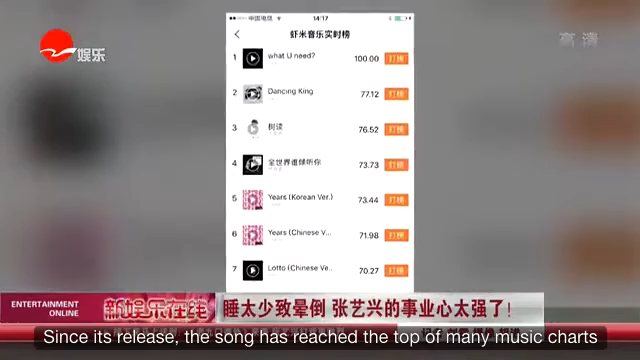 中国电信
14:17
娱乐
高清
虾米音乐实时榜
1 what U need? 100.00 打榜
2 Dancing King 77.12 打榜
3 树读 76.52 打榜
4 全世界谁倾听你 73.73 打榜
5 Years (Korean Ver.) 73.44 打榜
6 Years (Chinese V... 71.98 打榜
7 Lotto (Chinese Ve... 70.27 打榜
ENTERTAINMENT
ONLINE
新娱乐在线
睡太少致晕倒 张艺兴的事业心太强了!
Since its release, the song has reached the top of many music charts